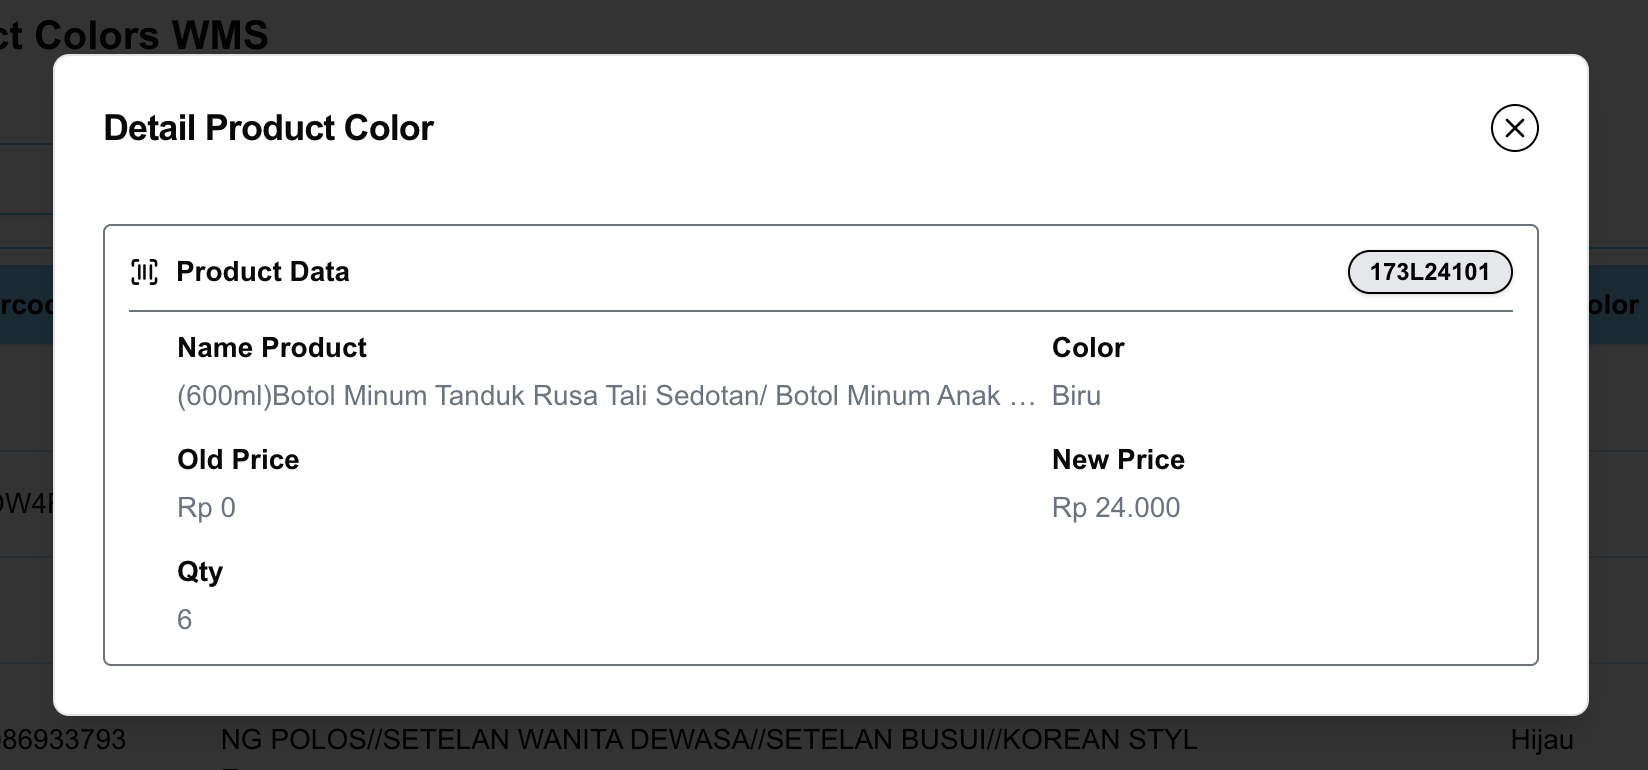 ct Colors WMS
Detail Product Color
Product Data
173L24101
Name Product
Color
(600ml)Botol Minum Tanduk Rusa Tali Sedotan/ Botol Minum Anak …
Biru
Old Price
New Price
Rp 0
Rp 24.000
Qty
6
rcod
olor
DW4F
986933793
NG POLOS//SETELAN WANITA DEWASA//SETELAN BUSUI//KOREAN STYL
Hijau